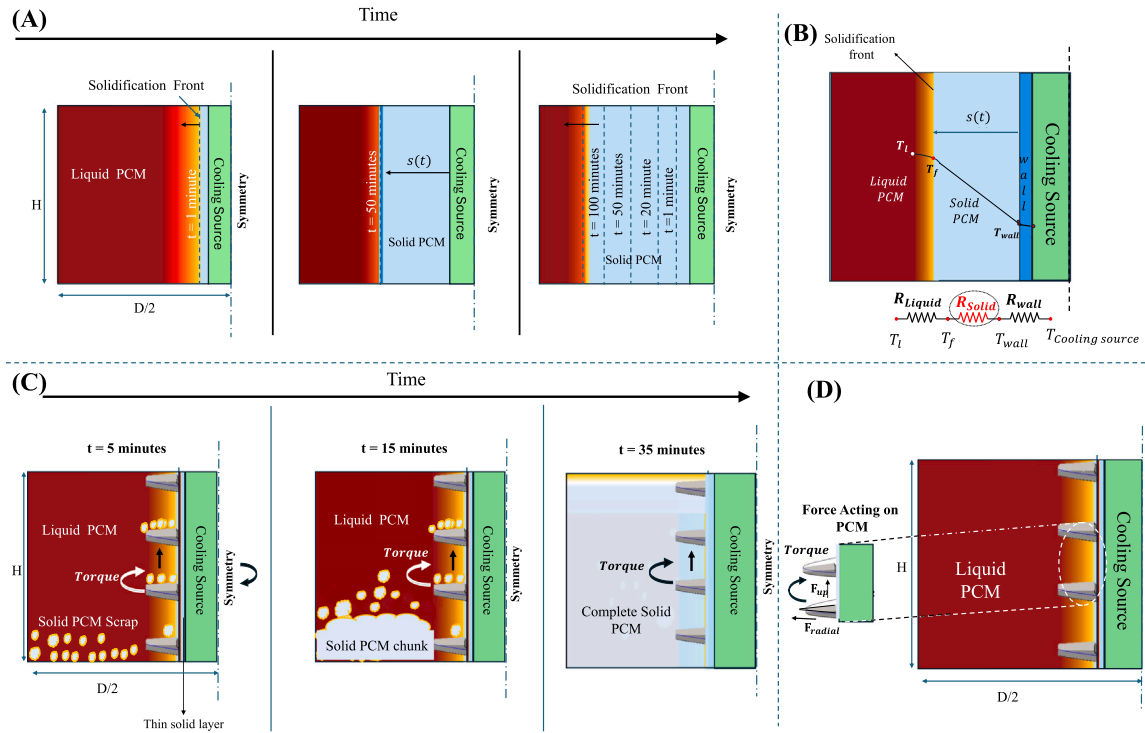 (A)
Time
Solidification Front
H
Liquid PCM
t = 1 minute
Cooling Source
Symmetry
D/2
t = 50 minutes
s(t)
Solid PCM
Cooling Source
Symmetry
Solidification Front
t = 100 minutes
t = 50 minutes
t = 20 minute
t =1 minute
Solid PCM
Cooling Source
Symmetry
(B)
Solidification
front
s(t)
T_l
T_f
Liquid
PCM
Solid
PCM
T_wall
wall
Cooling Source
R_Liquid
R_Solid
R_wall
T_l
T_f
T_wall
T_Cooling source
(C)
Time
t = 5 minutes
H
Liquid PCM
Torque
Solid PCM Scrap
Cooling Source
Symmetry
D/2
Thin solid layer
t = 15 minutes
Liquid PCM
Torque
Solid PCM chunk
Cooling Source
Symmetry
t = 35 minutes
Torque
Complete Solid
PCM
Cooling Source
Symmetry
(D)
Force Acting on
PCM
Torque
F_up
F_radial
H
Liquid
PCM
Cooling Source
D/2